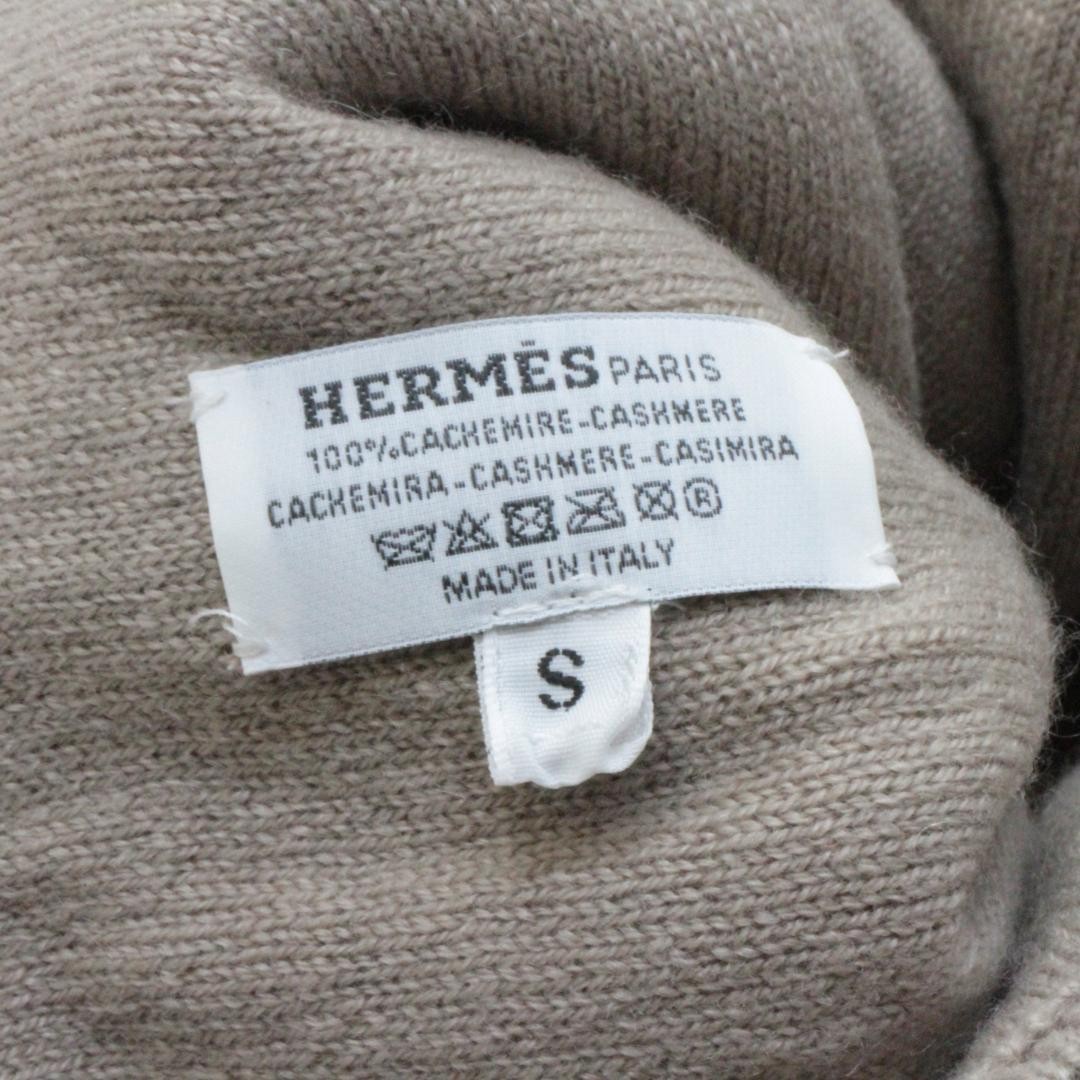 HERMÈS PARIS
100%CACHEMIRE-CASHMERE
CACHEMIRA-CASHMERE-CASIMIRA
®
MADE IN ITALY
S